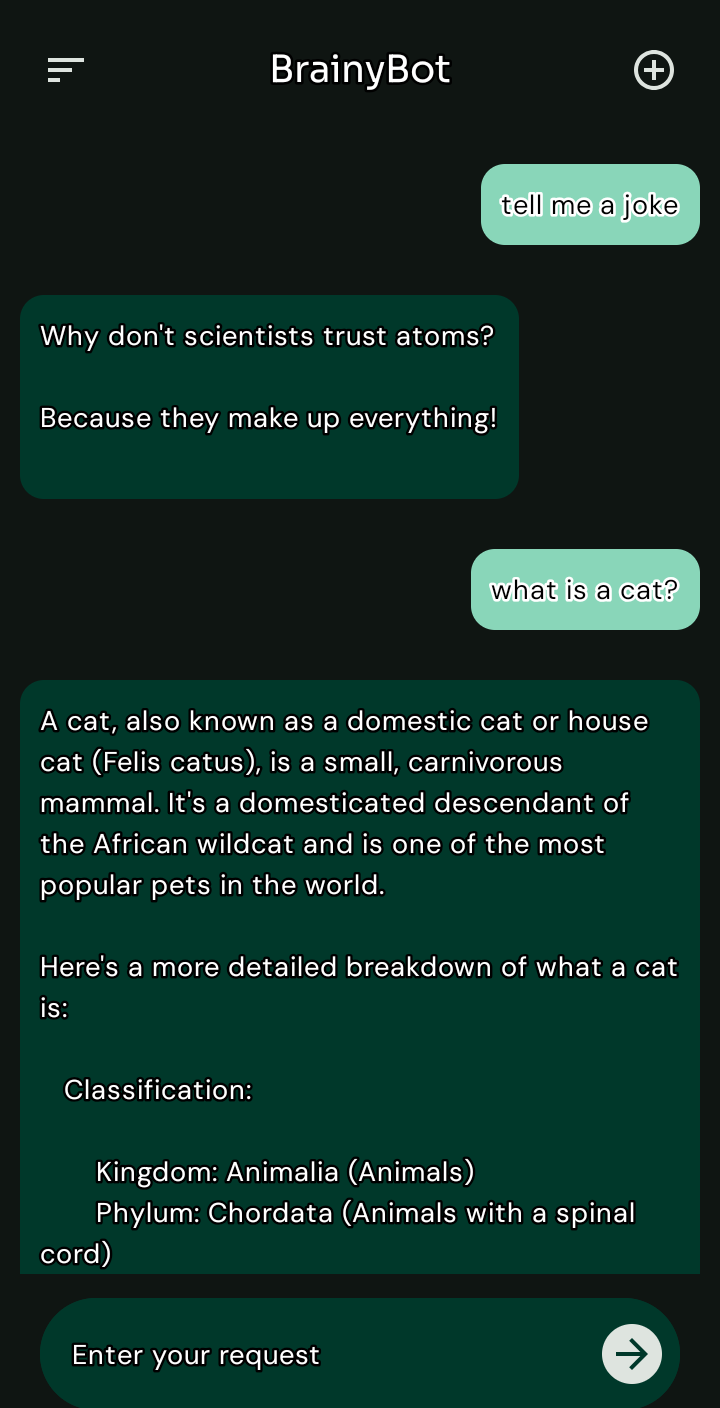 BrainyBot
tell me a joke
Why don't scientists trust atoms?
Because they make up everything!
what is a cat?
A cat, also known as a domestic cat or house
cat (Felis catus), is a small, carnivorous
mammal. It's a domesticated descendant of
the African wildcat and is one of the most
popular pets in the world.
Here's a more detailed breakdown of what a cat
is:
Classification:
Kingdom: Animalia (Animals)
Phylum: Chordata (Animals with a spinal
cord)
Enter your request